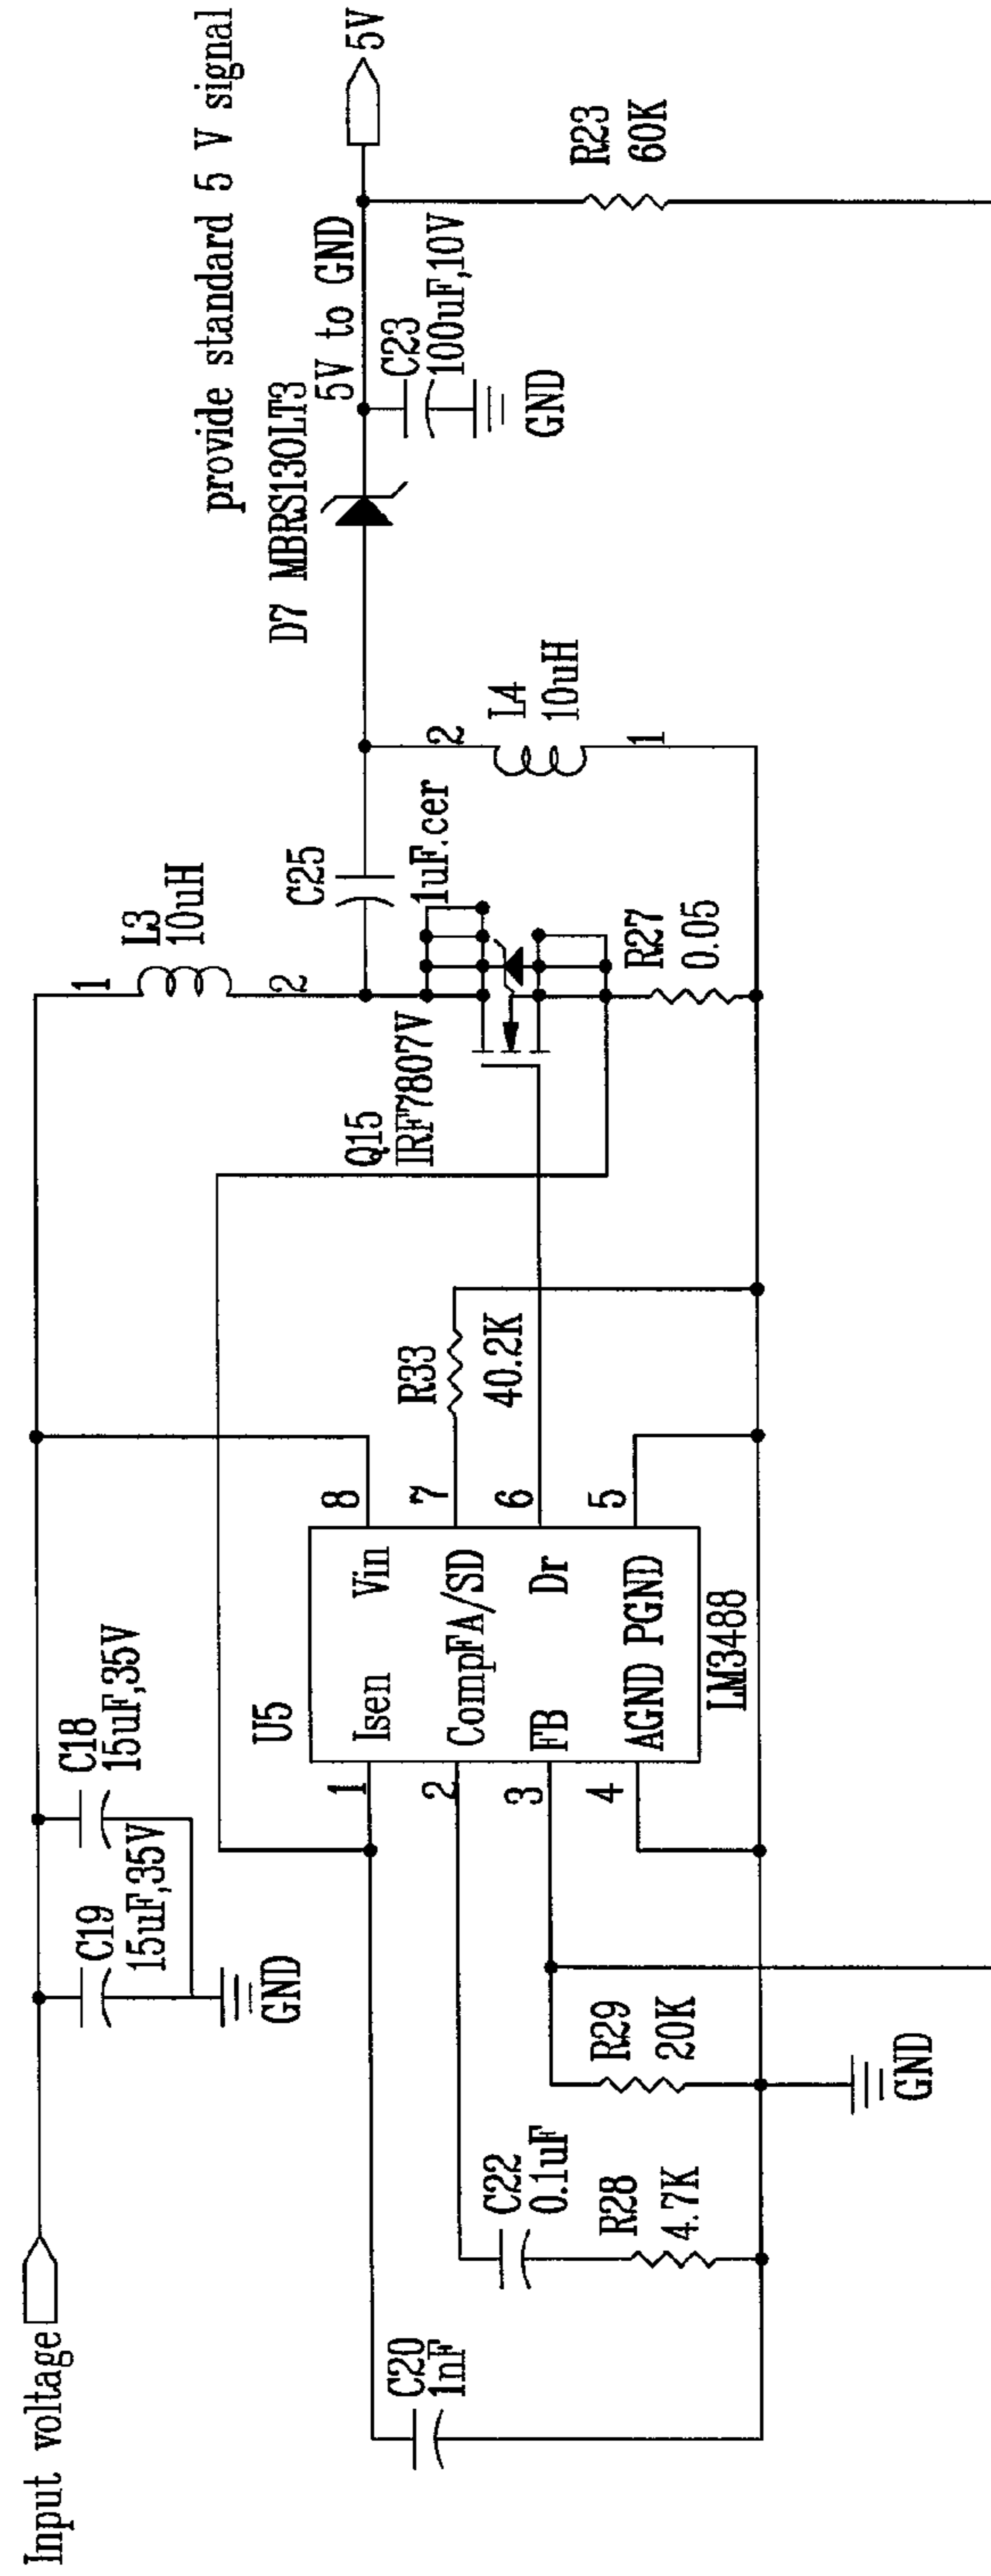 provide standard 5 V signal
Input voltage
C19
15uF,35V
C18
15uF,35V
GND
L3
10uH
1
2
D7 MBRS130LT3
5V to GND
5V
C23
100uF,10V
GND
C25
1uF.cer
L4
10uH
2
1
R23
60K
Q15
IRF7807V
R27
0.05
R33
40.2K
U5
Isen
Vin
CompFA/SD
FB
Dr
AGND PGND
LM3488
1
2
3
4
8
7
6
5
C20
1nF
C22
0.1uF
R28
4.7K
R29
20K
GND